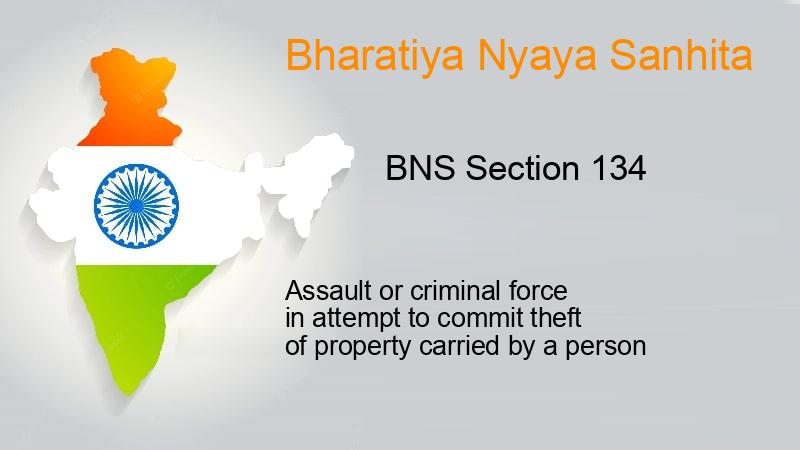 Bharatiya Nyaya Sanhita
BNS Section 134
Assault or criminal force
in attempt to commit theft
of property carried by a person